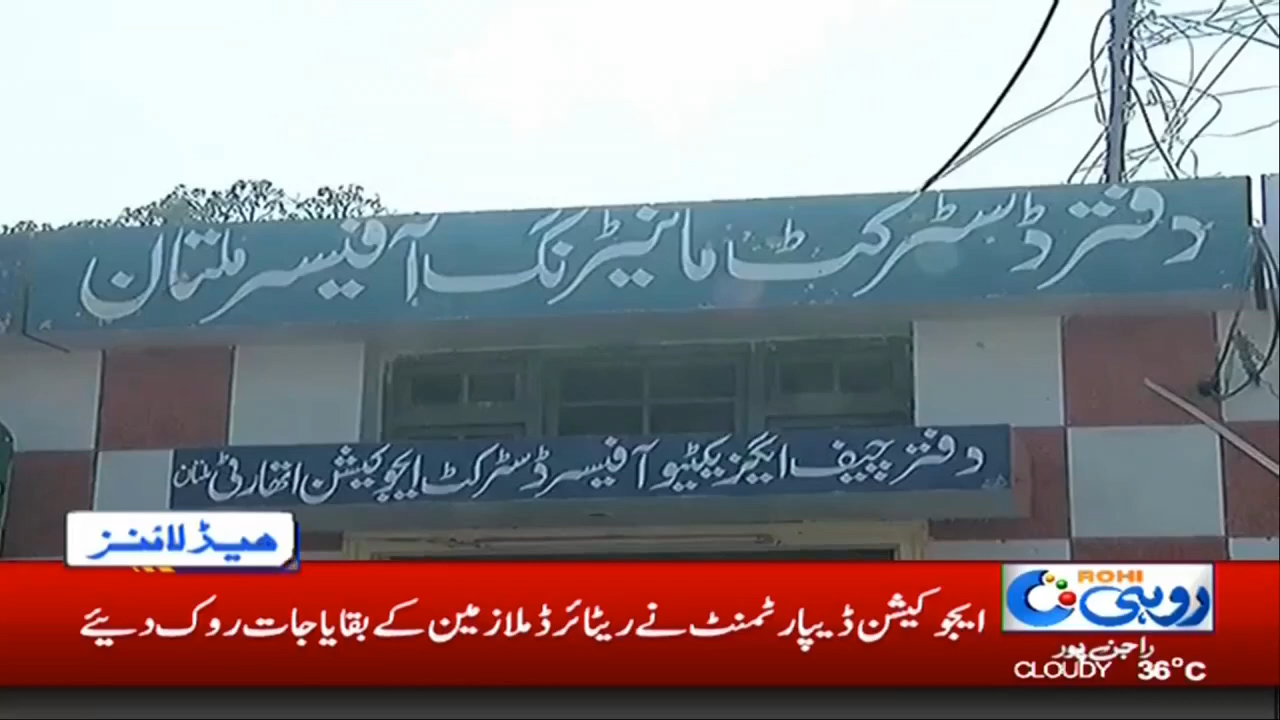 دفتر ڈسٹرکٹ مانیٹرنگ آفیسر ملتان
دفتر چیف ایگزیکٹیو آفیسر ڈسٹرکٹ ایجوکیشن اتھارٹی ملتان
ہیڈ لائنز
ایجوکیشن ڈیپارٹمنٹ نے ریٹائرڈ ملازمین کے بقایاجات روک دیئے
ROHI
روہی
راجن پور
CLOUDY 36°C